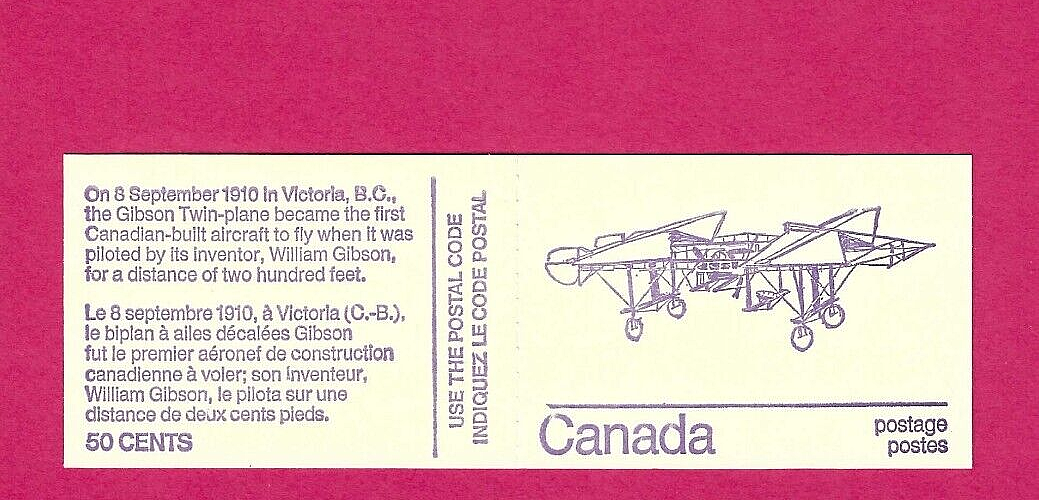 On 8 September 1910 in Victoria, B.C.,
the Gibson Twin-plane became the first
Canadian-built aircraft to fly when it was
piloted by its inventor, William Gibson,
for a distance of two hundred feet.
Le 8 septembre 1910, à Victoria (C.-B.),
le biplan à ailes décalées Gibson
fut le premier aéronef de construction
canadienne à voler; son inventeur,
William Gibson, le pilota sur une
distance de deux cents pieds.
50 CENTS
USE THE POSTAL CODE
INDIQUEZ LE CODE POSTAL
Canada
postage
postes